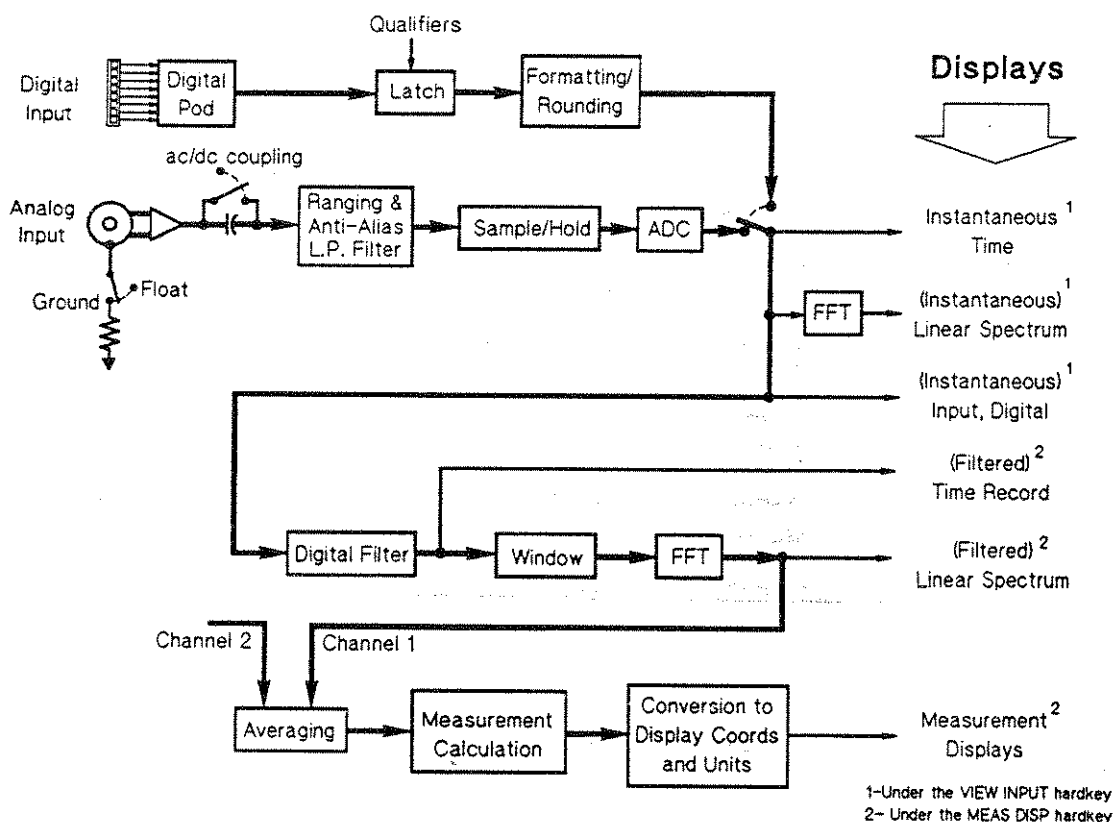 Qualifiers
Displays
Digital
Input
Digital
Pod
Latch
Formatting/
Rounding
ac/dc coupling
Analog
Input
Ranging &
Anti-Alias
L.P. Filter
Sample/Hold
ADC
Instantaneous 1
Time
Ground
Float
FFT
(Instantaneous) 1
Linear Spectrum
(Instantaneous) 1
Input, Digital
(Filtered) 2
Time Record
Digital Filter
Window
FFT
(Filtered) 2
Linear Spectrum
Channel 2
Channel 1
Averaging
Measurement
Calculation
Conversion to
Display Coords
and Units
Measurement 2
Displays
1-Under the VIEW INPUT hardkey
2- Under the MEAS DISP hardkey